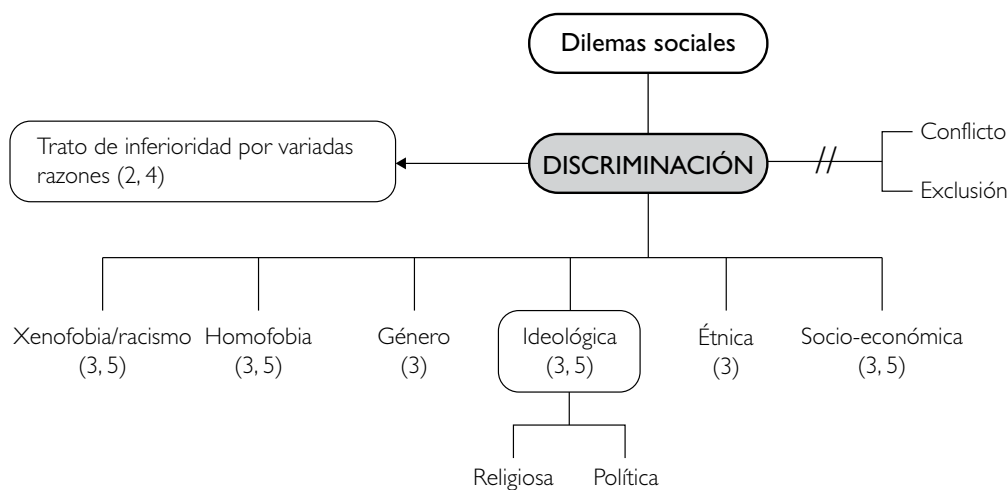 Dilemas sociales
Trato de inferioridad por variadas
razones (2, 4)
DISCRIMINACIÓN
//
Conflicto
Exclusión
Xenofobia/racismo
(3, 5)
Homofobia
(3, 5)
Género
(3)
Ideológica
(3, 5)
Étnica
(3)
Socio-económica
(3, 5)
Religiosa
Política